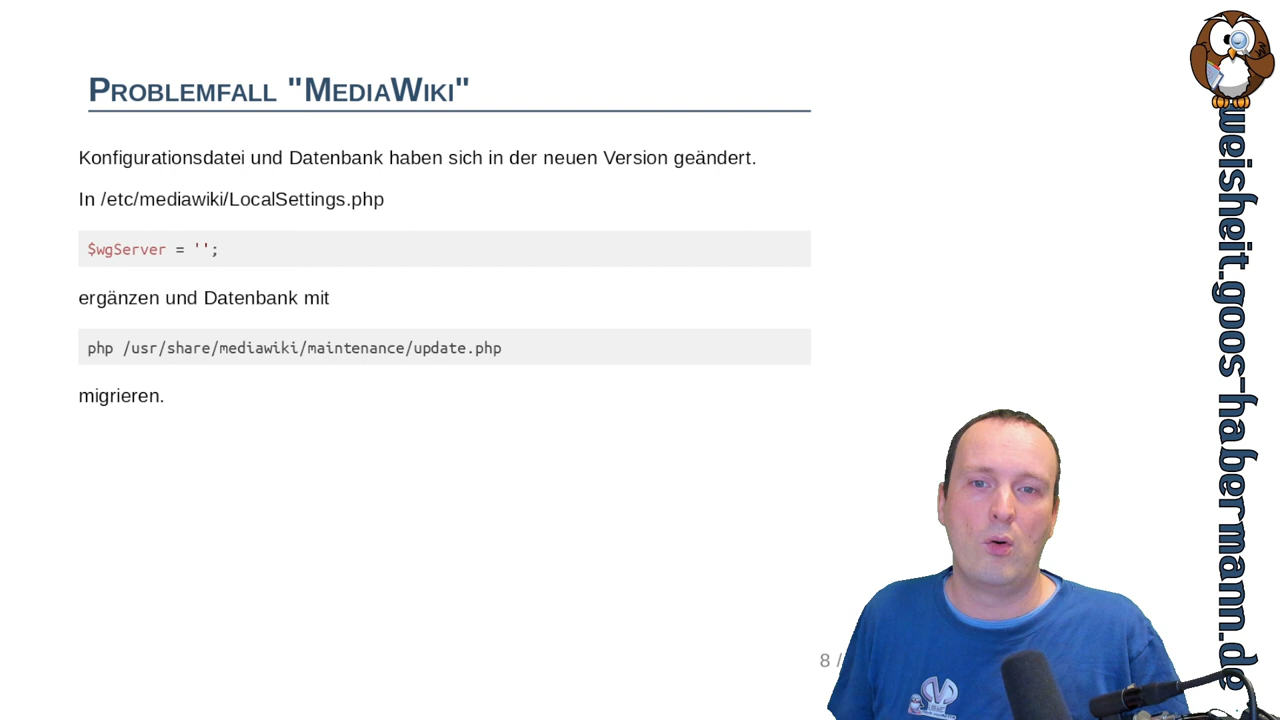 PROBLEMFALL "MEDIAWIKI"
Konfigurationsdatei und Datenbank haben sich in der neuen Version geändert.
In /etc/mediawiki/LocalSettings.php
$wgServer = '';
ergänzen und Datenbank mit
php /usr/share/mediawiki/maintenance/update.php
migrieren.
8 /
weisheit.goos-habermann.de